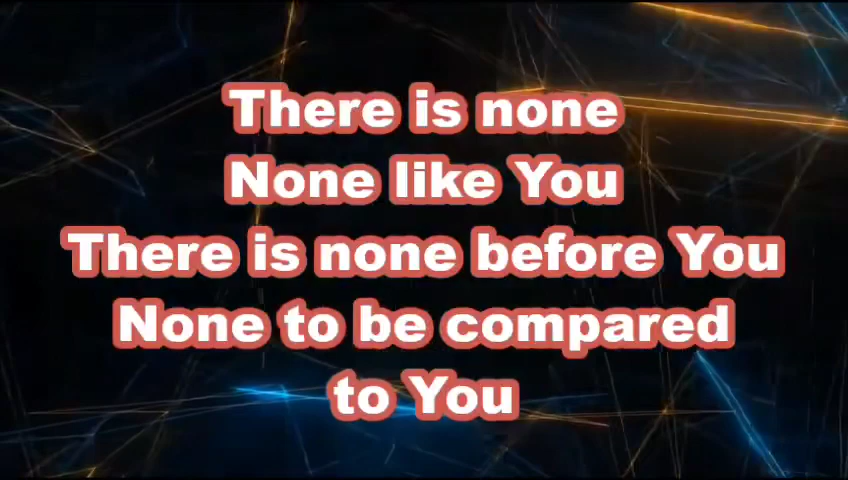 There is none
None like You
There is none before You
None to be compared
to You